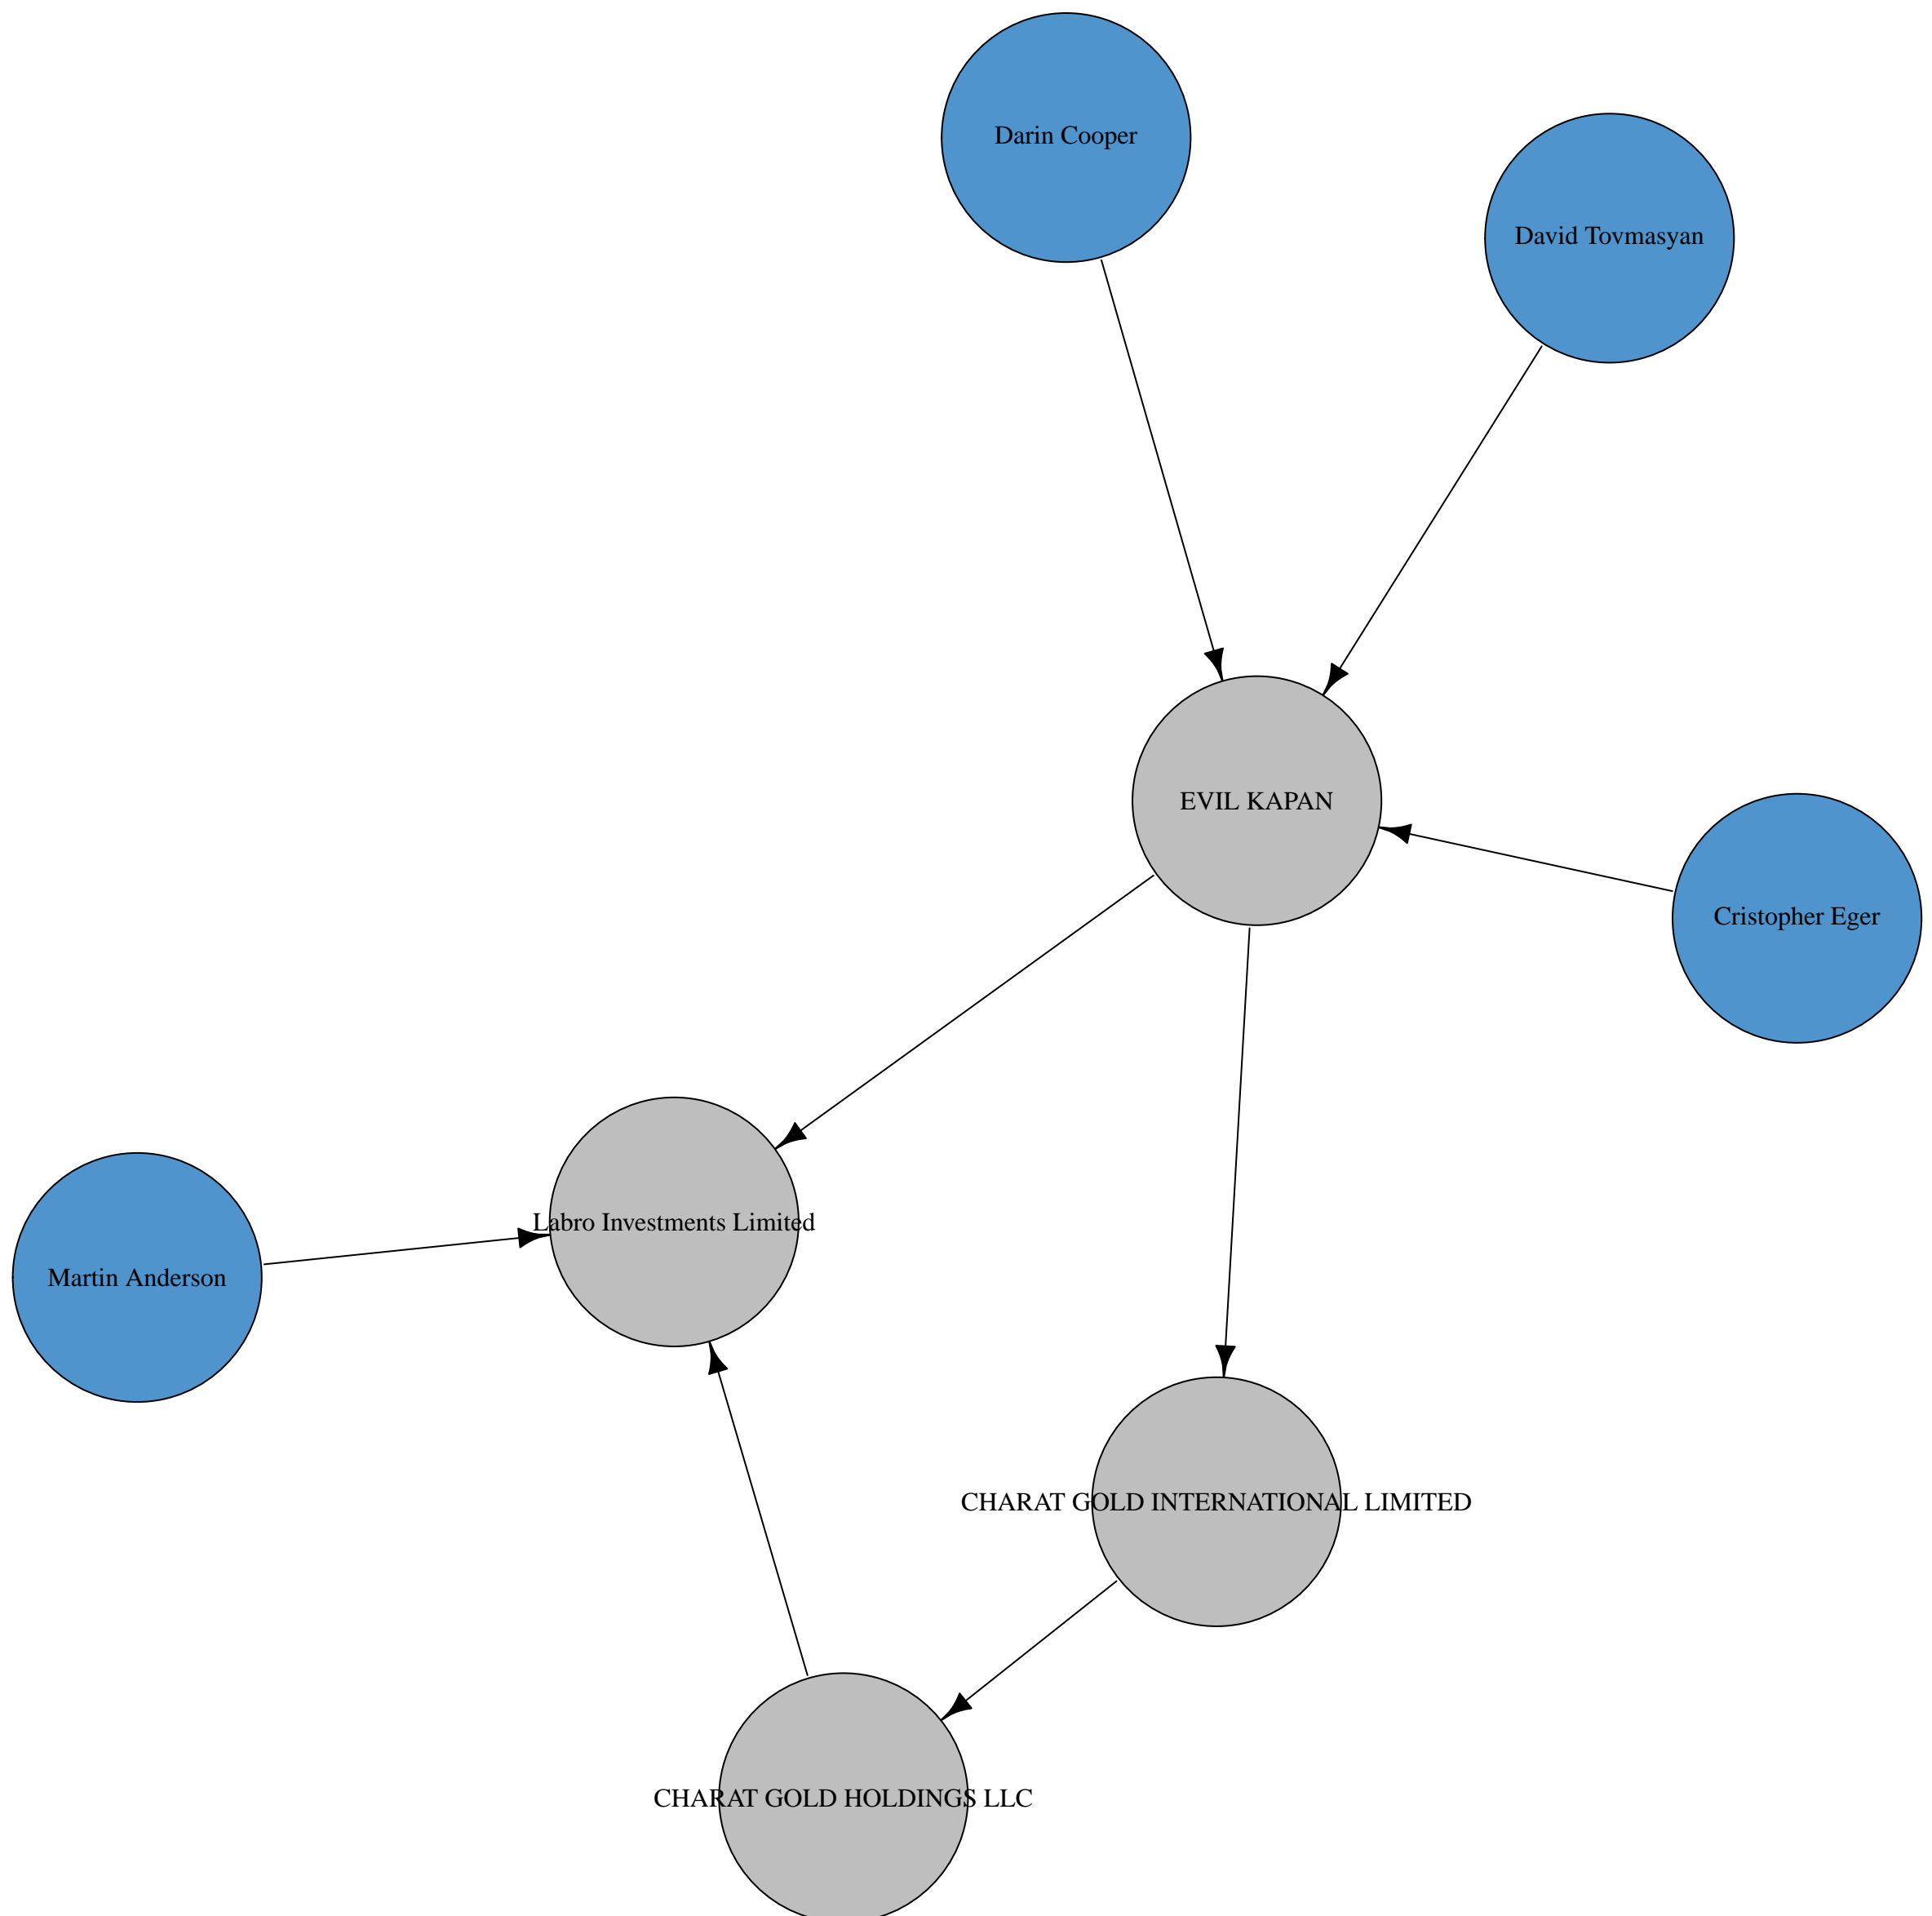 Darin Cooper
David Tovmasyan
EVIL KAPAN
Cristopher Eger
Labro Investments Limited
Martin Anderson
CHARAT GOLD INTERNATIONAL LIMITED
CHARAT GOLD HOLDINGS LLC